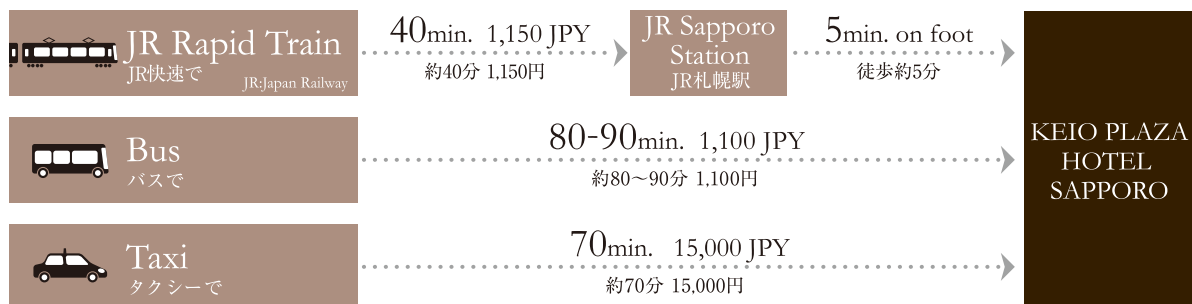 JR Rapid Train
JR快速で
JR:Japan Railway
40min. 1,150 JPY
約40分 1,150円
JR Sapporo
Station
JR札幌駅
5min. on foot
徒歩約5分
Bus
バスで
80-90min. 1,100 JPY
約80〜90分 1,100円
Taxi
タクシーで
70min. 15,000 JPY
約70分 15,000円
KEIO PLAZA
HOTEL
SAPPORO